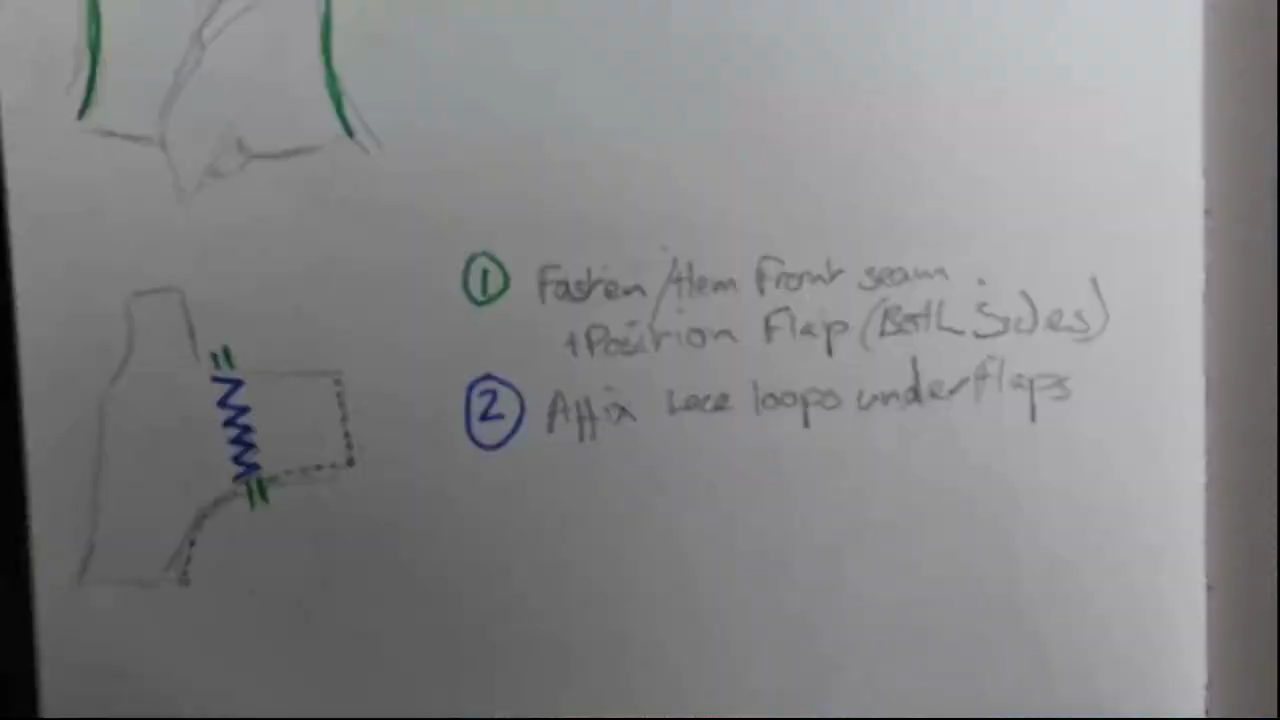 ① Fasten/Hem Front seam
+ Position Flap (Both Sides)
② Affix Lace loops under flaps